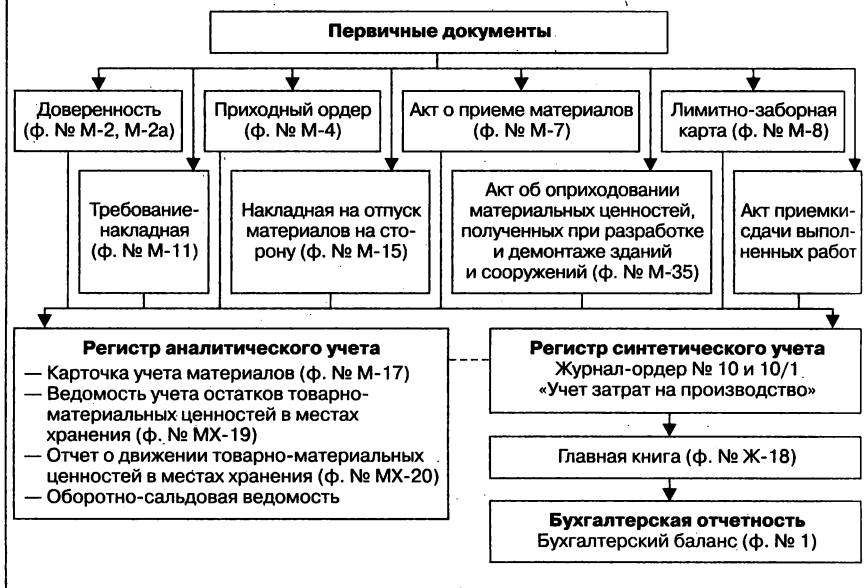 Первичные документы
Доверенность
(ф. № М-2, М-2а)
Приходный ордер
(ф. № М-4)
Акт о приеме материалов
(ф. № М-7)
Лимитно-заборная
карта (ф. № М-8)
Требование-
накладная
(ф. № М-11)
Накладная на отпуск
материалов на сто-
рону (ф. № М-15)
Акт об оприходовании
материальных ценностей,
полученных при разработке
и демонтаже зданий
и сооружений (ф. № М-35)
Акт приемки-
сдачи выпол-
ненных работ
Регистр аналитического учета
— Карточка учета материалов (ф. № М-17)
— Ведомость учета остатков товарно-
материальных ценностей в местах
хранения (ф. № МХ-19)
— Отчет о движении товарно-материальных
ценностей в местах хранения (ф. № МХ-20)
— Оборотно-сальдовая ведомость
Регистр синтетического учета
Журнал-ордер № 10 и 10/1
«Учет затрат на производство»
Главная книга (ф. № Ж-18)
Бухгалтерская отчетность
Бухгалтерский баланс (ф. № 1)